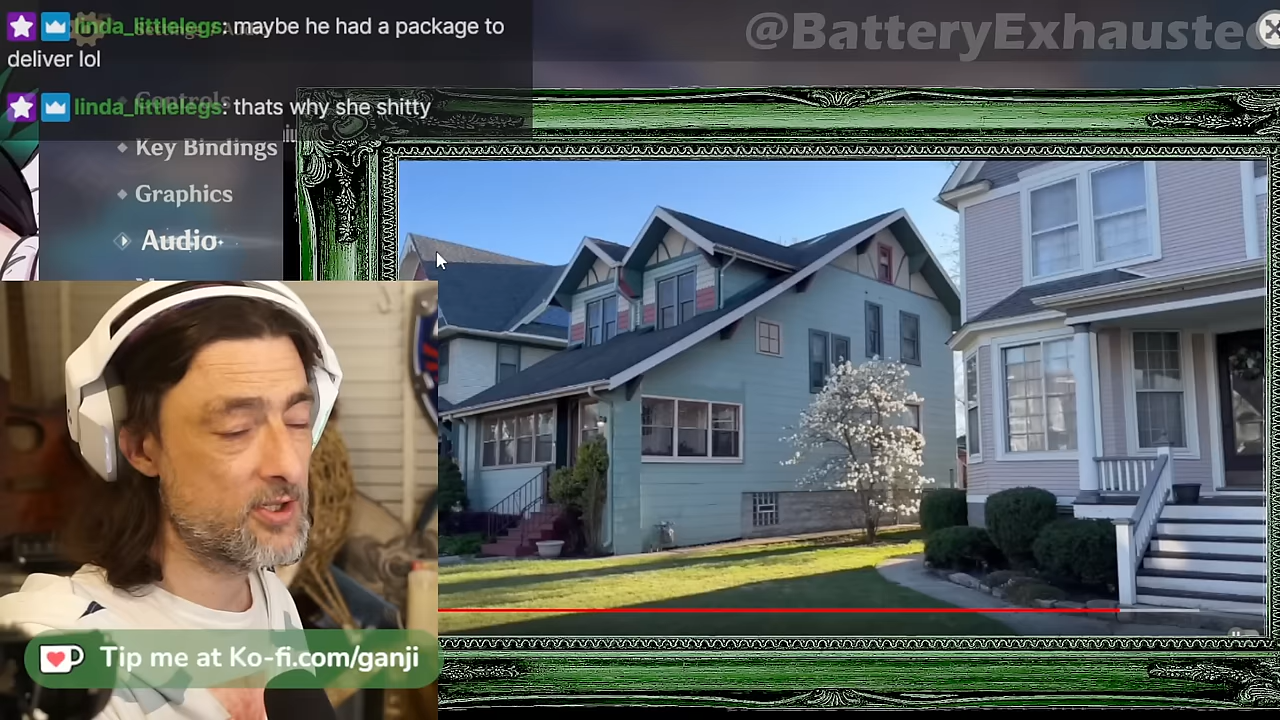 linda_littlelegs: maybe he had a package to
deliver lol
linda_littlelegs: thats why she shitty
@BatteryExhausted
Controls
Key Bindings
Graphics
Audio
Tip me at Ko-fi.com/ganji